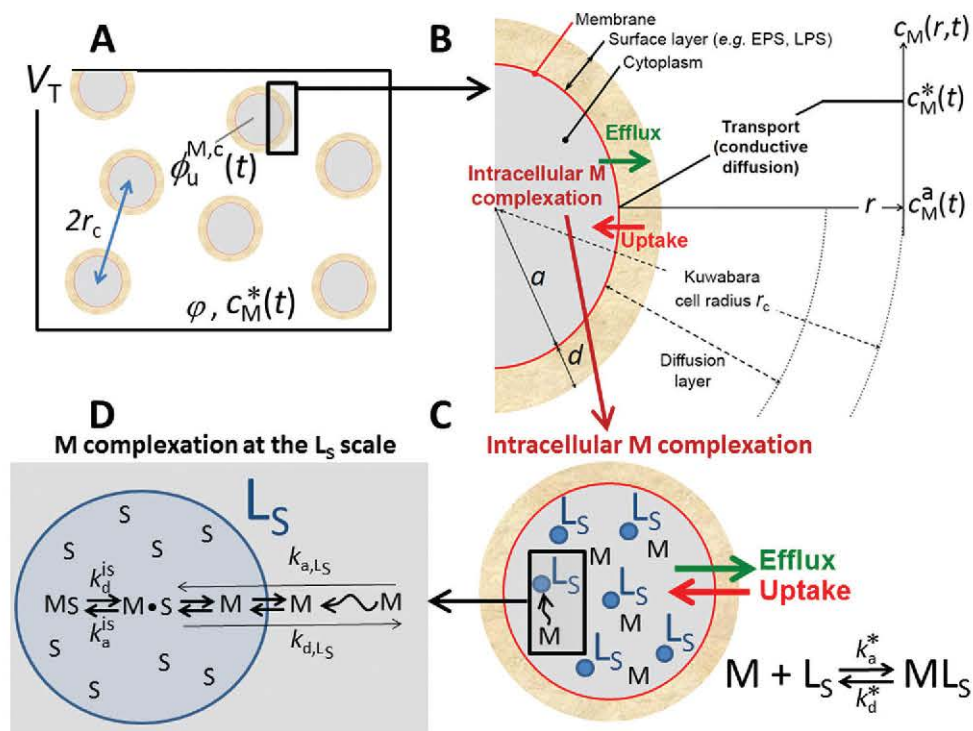 A
V_T
ϕ_u^{M,c}(t)
2r_c
φ, c_M^*(t)
B
Membrane
Surface layer (e.g. EPS, LPS)
Cytoplasm
c_M(r,t)
c_M^*(t)
Efflux
Transport
(conductive
diffusion)
Intracellular M
complexation
r
c_M^a(t)
Uptake
a
Kuwabara
cell radius r_c
d
Diffusion
layer
D
M complexation at the L_S scale
L_S
S
S
S
S
S
k_{a,L_S}
k_d^{is}
MS M•S M M M
k_a^{is}
k_{d,L_S}
S
S
S
S
C
Intracellular M complexation
L_S
L_S
M
M
L_S
L_S
M
M
L_S
L_S
M
Efflux
Uptake
k_a^*
M + L_S ML_S
k_d^*